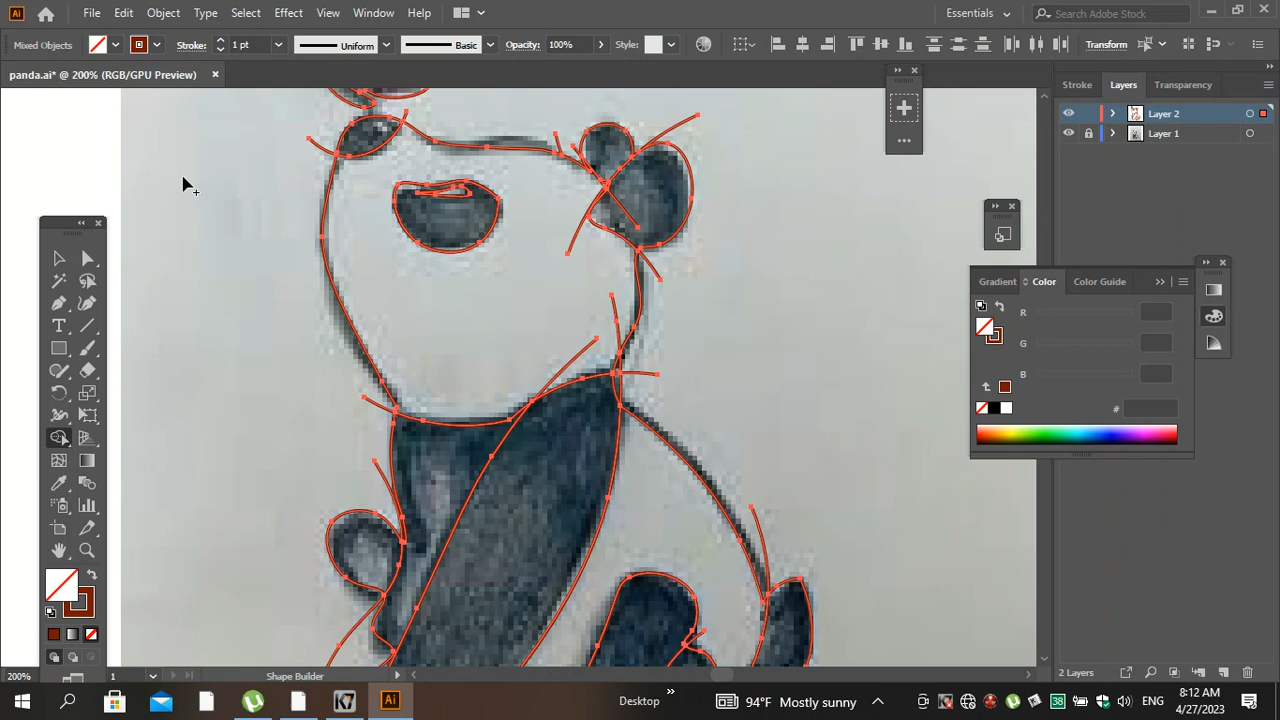 Ai File Edit Object Type Select Effect View Window Help Essentials Search Adobe Stock
Mixed Objects Stroke: 1 pt Uniform Basic Opacity: 100% Style: Transform
panda.ai* @ 200% (RGB/GPU Preview)
Stroke Layers Transparency
Layer 2
Layer 1
Gradient Color Color Guide
R
G
B
#
200% 1 Shape Builder 2 Layers
K7 Ai Desktop 94°F Mostly sunny 38 ENG 8:12 AM
4/27/2023